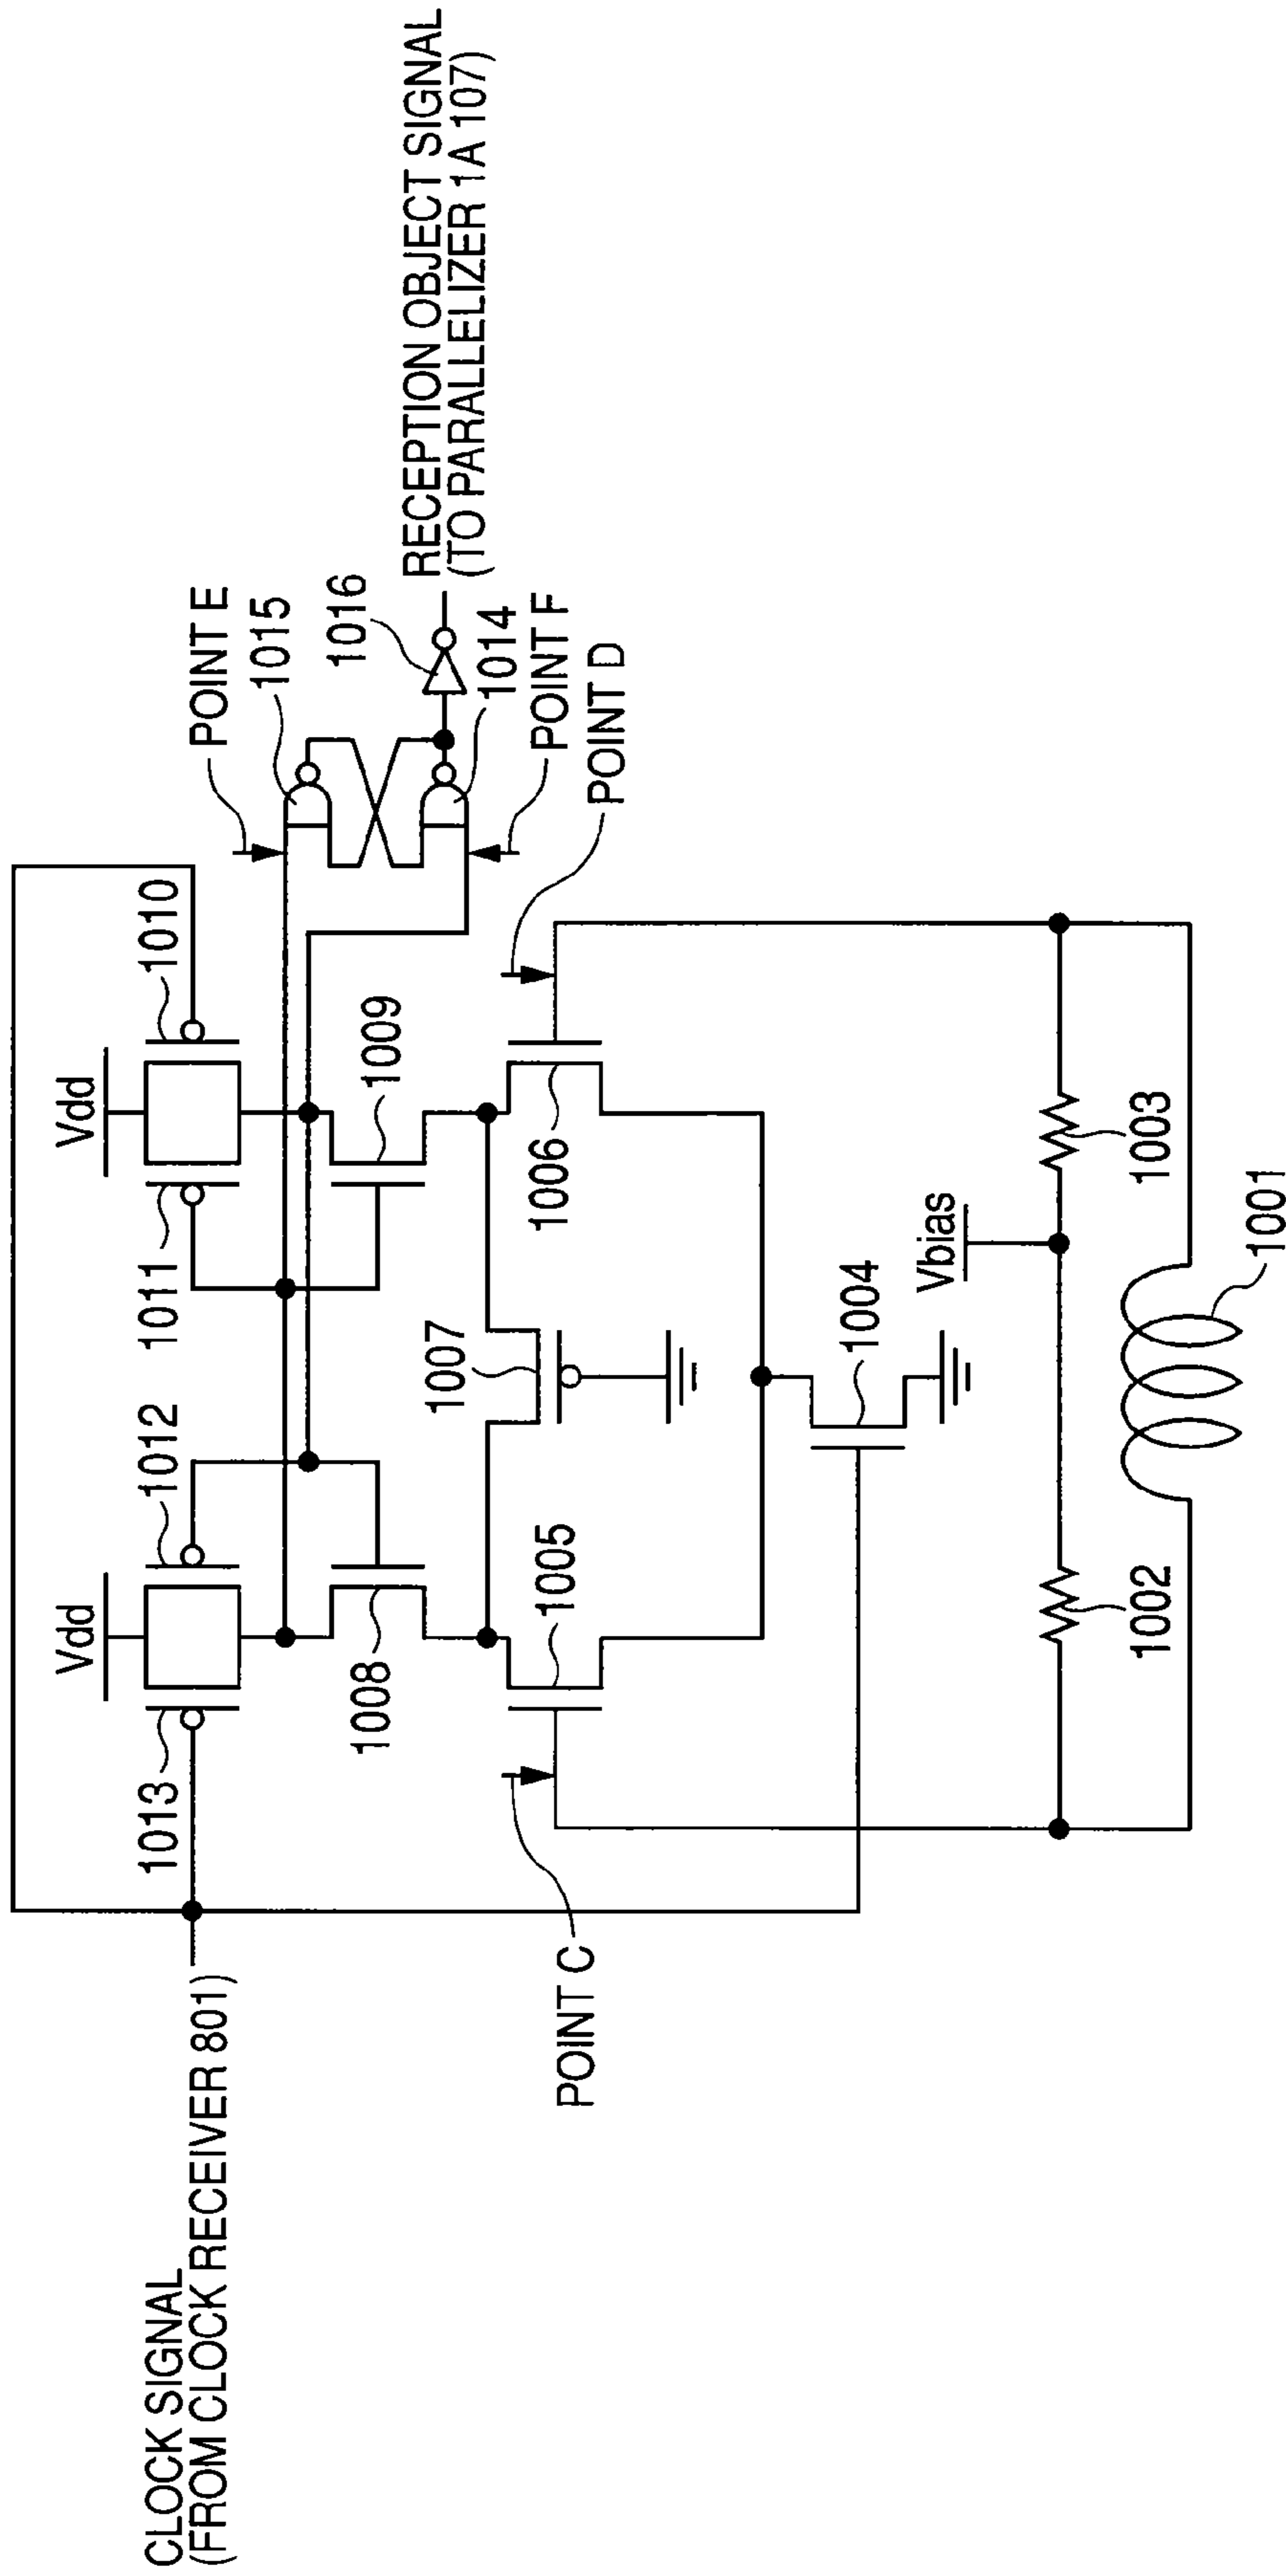 CLOCK SIGNAL
(FROM CLOCK RECEIVER 801)
Vdd
Vdd
1013
1012
1011
1010
POINT E
1015
1016
RECEPTION OBJECT SIGNAL
(TO PARALLELIZER 1A 107)
1014
POINT F
POINT D
1008
1009
1007
POINT C
1005
1006
1004
Vbias
1002
1003
1001